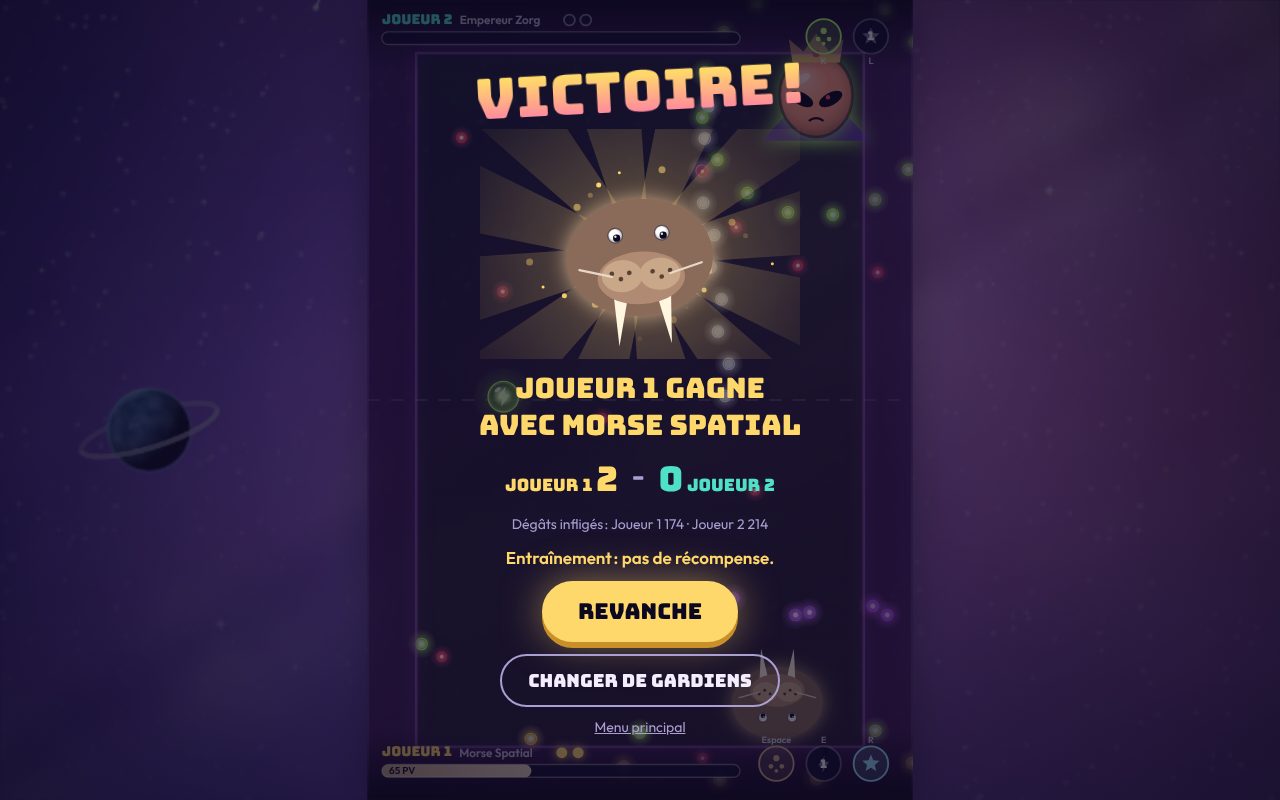 JOUEUR 2 Empereur Zorg
1
L
VICTOIRE !
JOUEUR 1 GAGNE
AVEC MORSE SPATIAL
JOUEUR 1 2 - 0 JOUEUR 2
Dégâts infligés : Joueur 1 174 · Joueur 2 214
Entraînement : pas de récompense.
REVANCHE
CHANGER DE GARDIENS
Menu principal
Espace E R
JOUEUR 1 Morse Spatial
1
65 PV